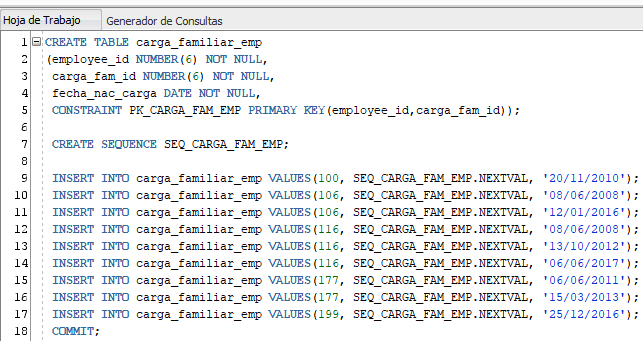 Hoja de Trabajo Generador de Consultas
1 CREATE TABLE carga_familiar_emp
2 (employee_id NUMBER(6) NOT NULL,
3 carga_fam_id NUMBER(6) NOT NULL,
4 fecha_nac_carga DATE NOT NULL,
5 CONSTRAINT PK_CARGA_FAM_EMP PRIMARY KEY(employee_id,carga_fam_id));
6
7 CREATE SEQUENCE SEQ_CARGA_FAM_EMP;
8
9 INSERT INTO carga_familiar_emp VALUES(100, SEQ_CARGA_FAM_EMP.NEXTVAL, '20/11/2010');
10 INSERT INTO carga_familiar_emp VALUES(106, SEQ_CARGA_FAM_EMP.NEXTVAL, '08/06/2008');
11 INSERT INTO carga_familiar_emp VALUES(106, SEQ_CARGA_FAM_EMP.NEXTVAL, '12/01/2016');
12 INSERT INTO carga_familiar_emp VALUES(116, SEQ_CARGA_FAM_EMP.NEXTVAL, '08/06/2008');
13 INSERT INTO carga_familiar_emp VALUES(116, SEQ_CARGA_FAM_EMP.NEXTVAL, '13/10/2012');
14 INSERT INTO carga_familiar_emp VALUES(116, SEQ_CARGA_FAM_EMP.NEXTVAL, '06/06/2017');
15 INSERT INTO carga_familiar_emp VALUES(177, SEQ_CARGA_FAM_EMP.NEXTVAL, '06/06/2011');
16 INSERT INTO carga_familiar_emp VALUES(177, SEQ_CARGA_FAM_EMP.NEXTVAL, '15/03/2013');
17 INSERT INTO carga_familiar_emp VALUES(199, SEQ_CARGA_FAM_EMP.NEXTVAL, '25/12/2016');
18 COMMIT;